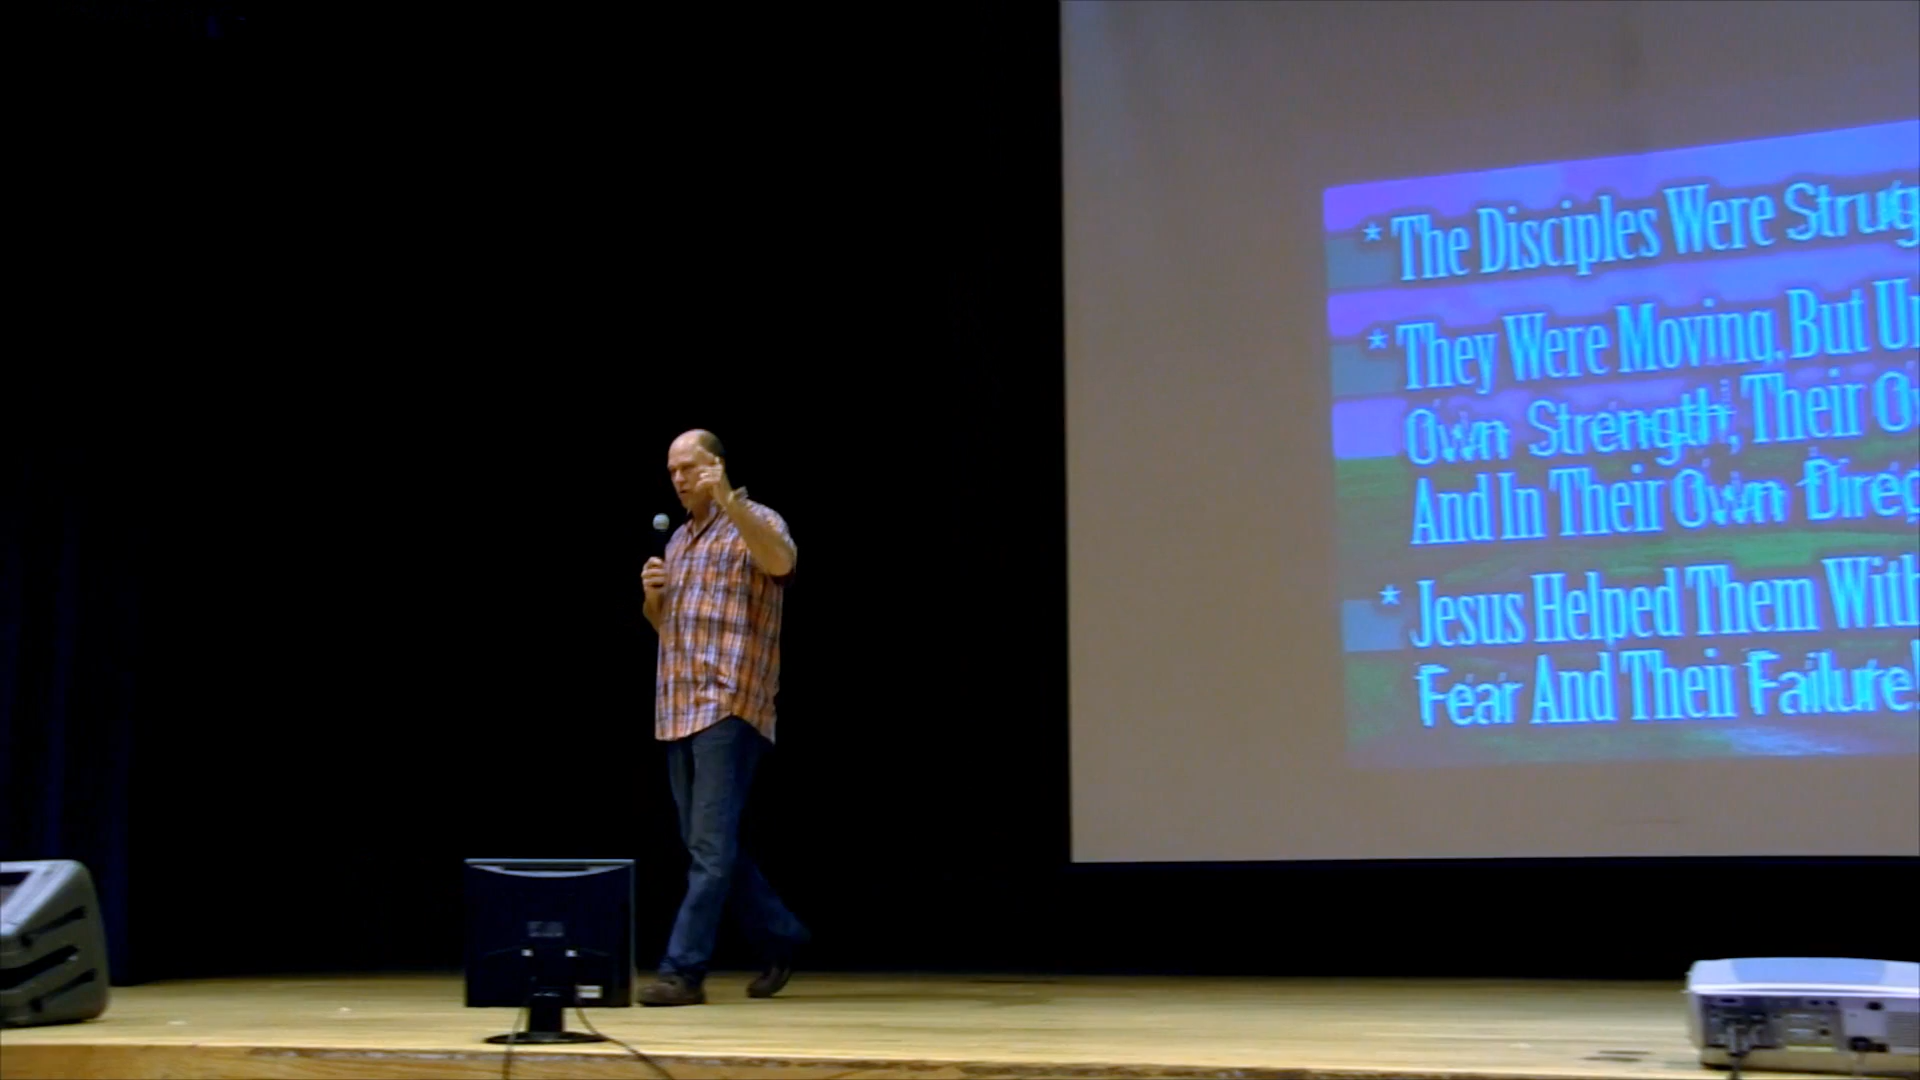 * The Disciples Were Strug
* They Were Moving, But Un
Own Strength, Their O
And In Their Own Direc
* Jesus Helped Them With
Fear And Their Failure!